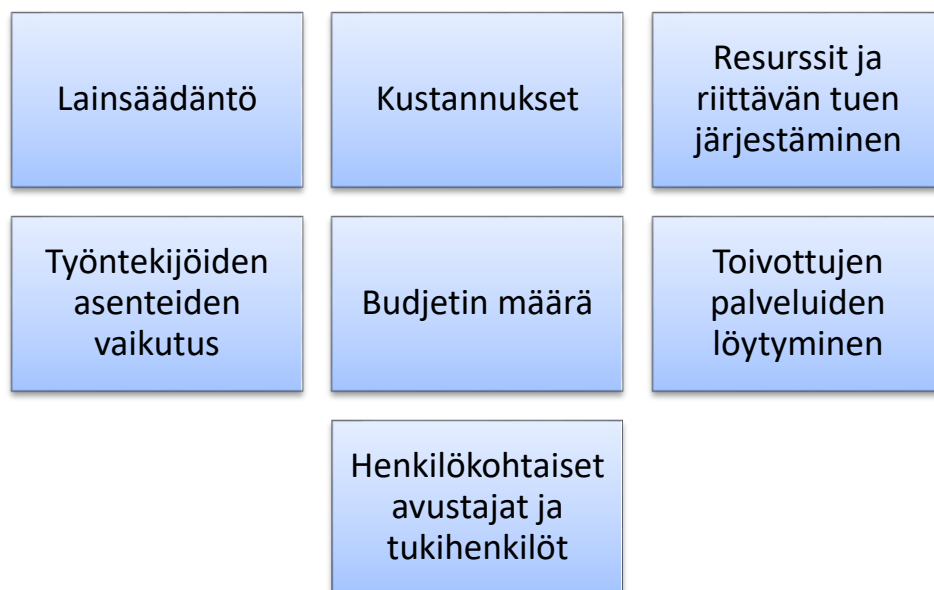 Lainsäädäntö
Kustannukset
Resurssit ja
riittävän tuen
järjestäminen
Työntekijöiden
asenteiden
vaikutus
Budjetin määrä
Toivottujen
palveluiden
löytyminen
Henkilökohtaiset
avustajat ja
tukihenkilöt